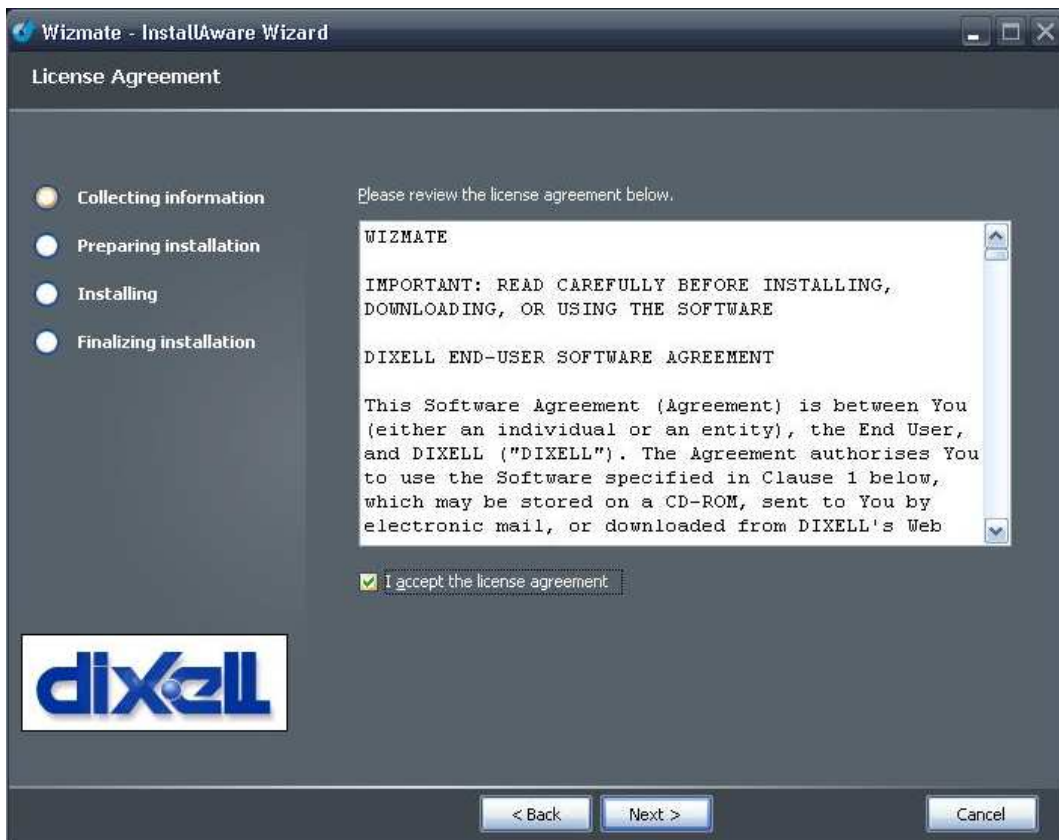 Wizmate - InstallAware Wizard
License Agreement
Collecting information
Preparing installation
Installing
Finalizing installation
Please review the license agreement below.
WIZMATE
IMPORTANT: READ CAREFULLY BEFORE INSTALLING,
DOWNLOADING, OR USING THE SOFTWARE
DIXELL END-USER SOFTWARE AGREEMENT
This Software Agreement (Agreement) is between You
(either an individual or an entity), the End User,
and DIXELL ("DIXELL"). The Agreement authorises You
to use the Software specified in Clause 1 below,
which may be stored on a CD-ROM, sent to You by
electronic mail, or downloaded from DIXELL's Web
I accept the license agreement
dixell
< Back
Next >
Cancel